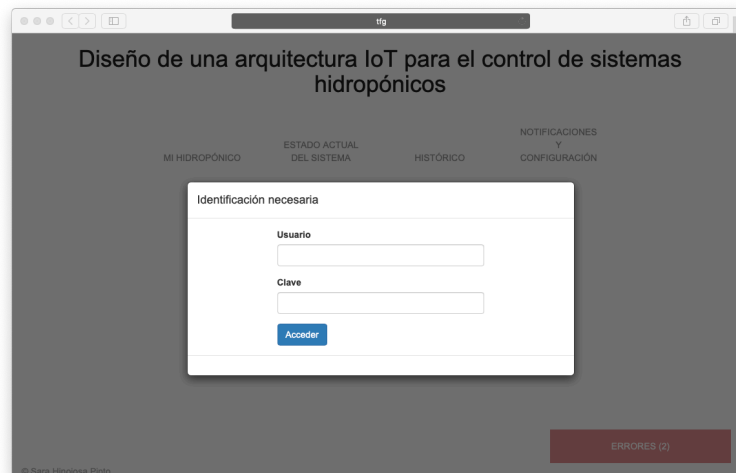 tfg
Diseño de una arquitectura IoT para el control de sistemas
hidropónicos
MI HIDROPÓNICO
ESTADO ACTUAL
DEL SISTEMA
HISTÓRICO
NOTIFICACIONES
Y
CONFIGURACIÓN
Identificación necesaria
Usuario
Clave
Acceder
ERRORES (2)
© Sara Hinojosa Pinto